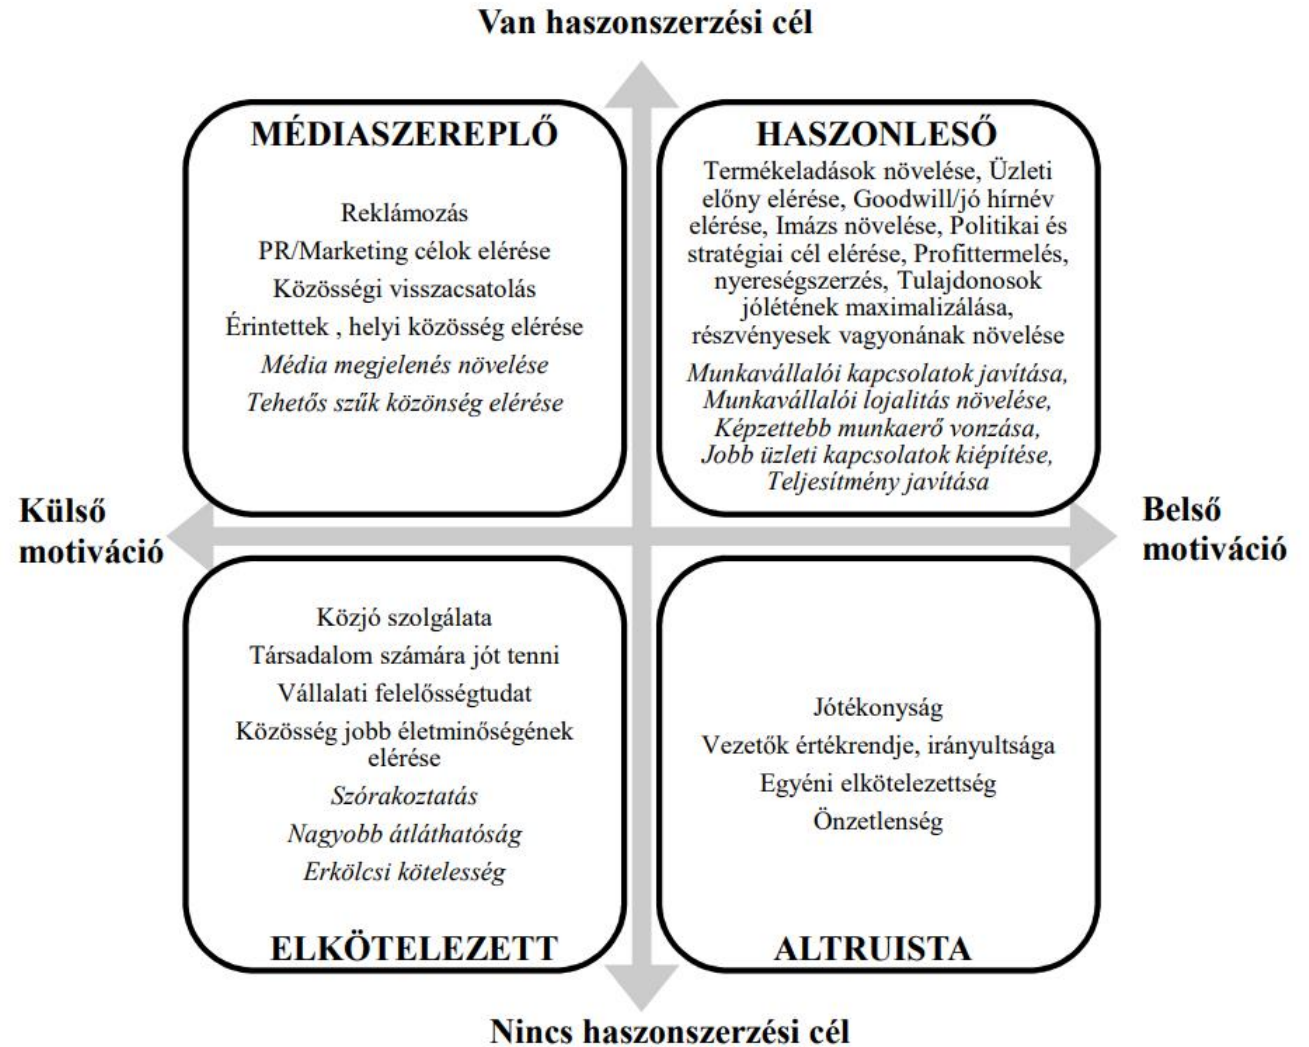 Van haszonszerzési cél
MÉDIASZEREPLŐ
Reklámozás
PR/Marketing célok elérése
Közösségi visszacsatolás
Érintettek , helyi közösség elérése
Média megjelenés növelése
Tehetős szűk közönség elérése
HASZONLESŐ
Termékeladások növelése, Üzleti
előny elérése, Goodwill/jó hírnév
elérése, Imázs növelése, Politikai és
stratégiai cél elérése, Profittermelés,
nyereségszerzés, Tulajdonosok
jólétének maximalizálása,
részvényesek vagyonának növelése
Munkavállalói kapcsolatok javítása,
Munkavállalói lojalitás növelése,
Képzettebb munkaerő vonzása,
Jobb üzleti kapcsolatok kiépítése,
Teljesítmény javítása
Külső
motiváció
Belső
motiváció
Közjó szolgálata
Társadalom számára jót tenni
Vállalati felelősségtudat
Közösség jobb életminőségének
elérése
Szórakoztatás
Nagyobb átláthatóság
Erkölcsi kötelesség
ELKÖTELEZETT
Jótékonyság
Vezetők értékrendje, irányultsága
Egyéni elkötelezettség
Önzetlenség
ALTRUISTA
Nincs haszonszerzési cél